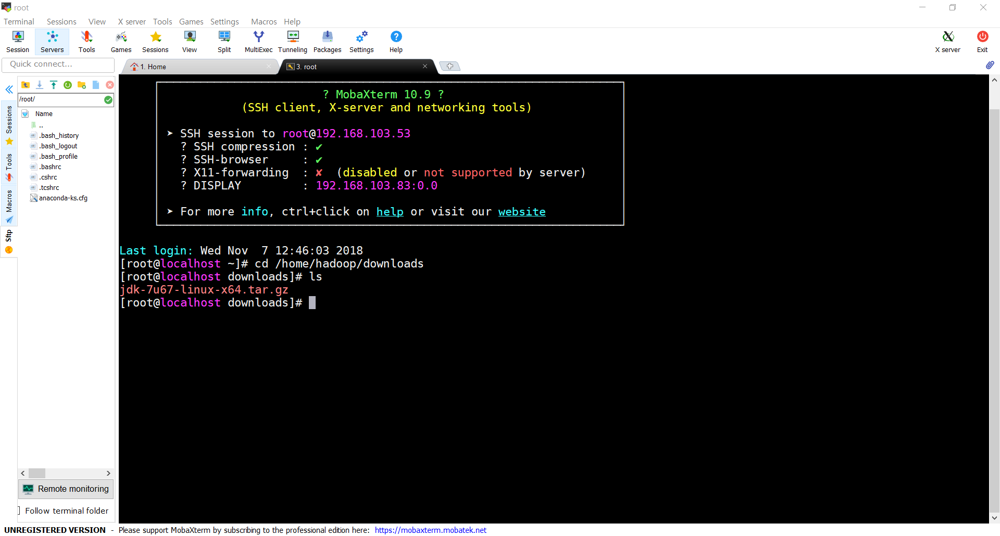 root
Terminal Sessions View X server Tools Games Settings Macros Help
Session Servers Tools Games Sessions View Split MultiExec Tunneling Packages Settings Help X server Exit
Quick connect...
1. Home
3. root
/root/
Name
..
.bash_history
.bash_logout
.bash_profile
.bashrc
.cshrc
.tcshrc
anaconda-ks.cfg
Sessions
Tools
Macros
Sftp
Remote monitoring
Follow terminal folder
? MobaXterm 10.9 ?
(SSH client, X-server and networking tools)
➤ SSH session to root@192.168.103.53
? SSH compression : ✔
? SSH-browser     : ✔
? X11-forwarding  : ✘  (disabled or not supported by server)
? DISPLAY         : 192.168.103.83:0.0
➤ For more info, ctrl+click on help or visit our website
Last login: Wed Nov  7 12:46:03 2018
[root@localhost ~]# cd /home/hadoop/downloads
[root@localhost downloads]# ls
jdk-7u67-linux-x64.tar.gz
[root@localhost downloads]#
UNREGISTERED VERSION - Please support MobaXterm by subscribing to the professional edition here: https://mobaxterm.mobatek.net